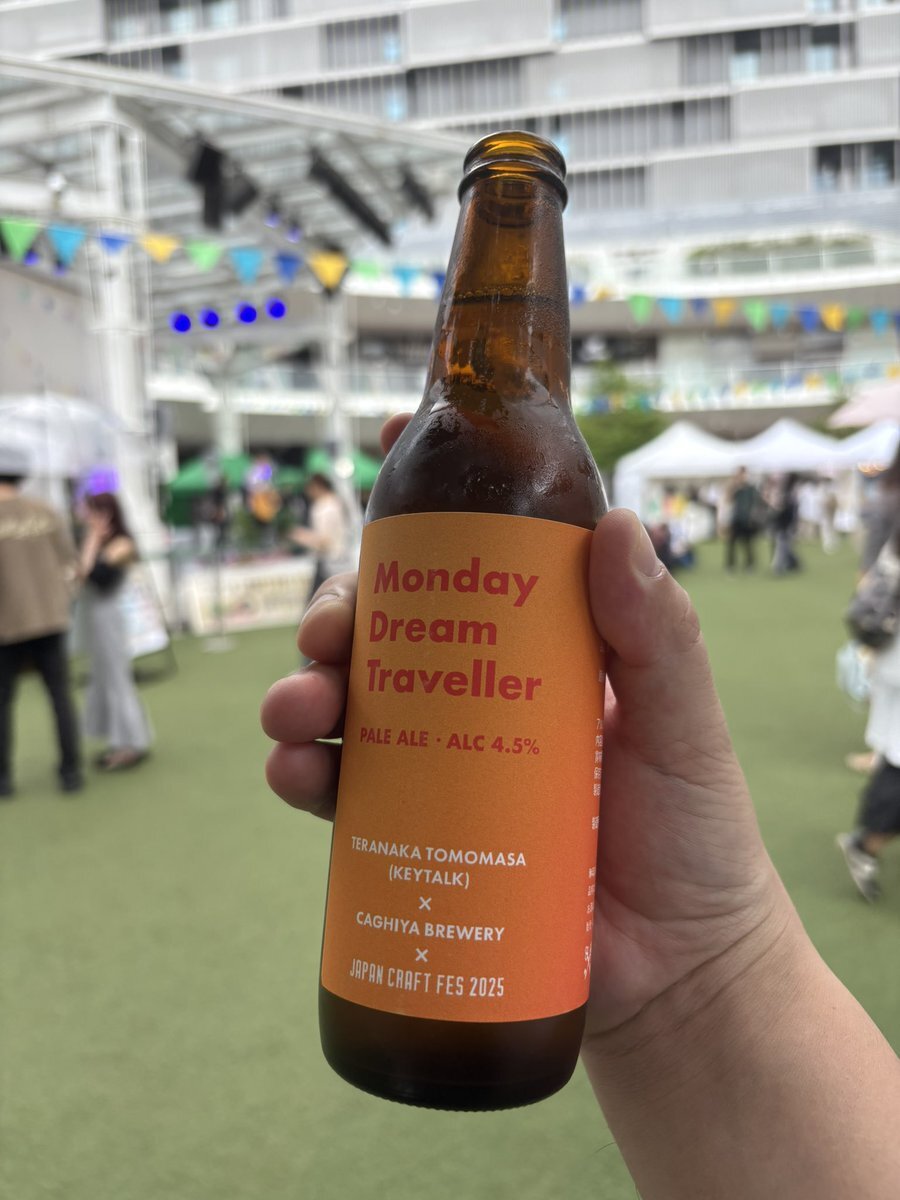 Monday
Dream
Traveller
PALE ALE · ALC 4.5%
TERANAKA TOMOMASA
(KEYTALK)
×
CAGHIYA BREWERY
×
JAPAN CRAFT FES 2025